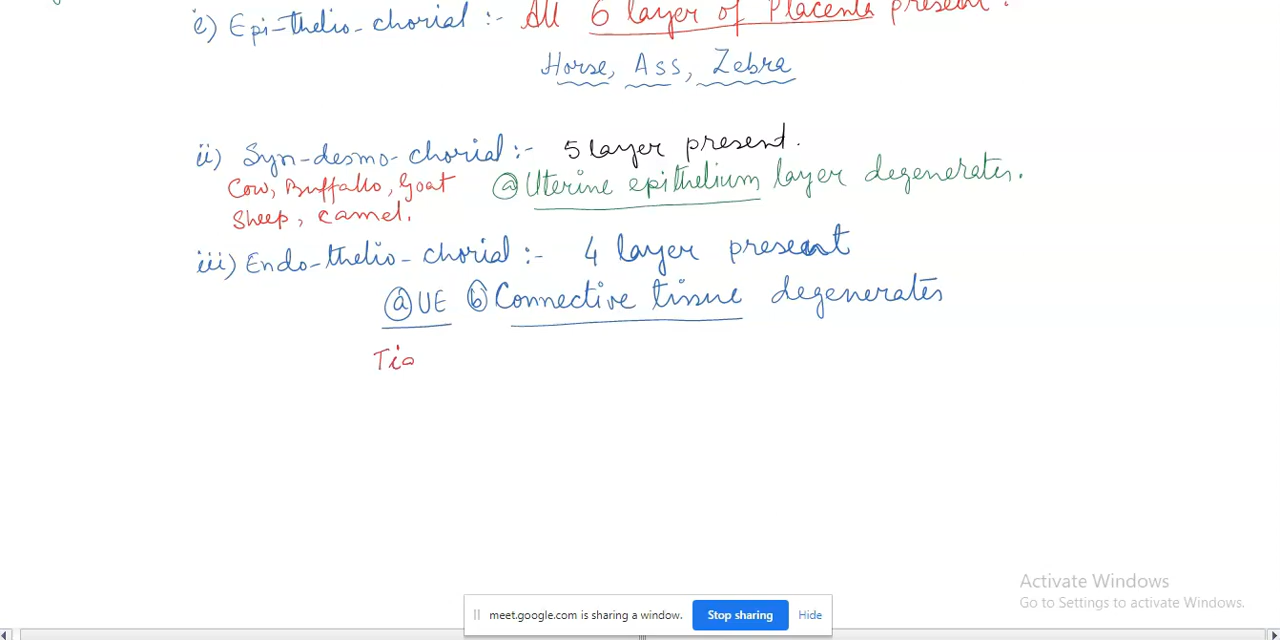 i) Epi-thelio-chorial :- All 6 layer of Placenta present.
Horse, Ass, Zebra
ii) Syn-desmo-chorial :- 5 layer present.
Cow, Buffallo, Goat
Sheep, camel.
ⓐ Uterine epithelium layer degenerates.
iii) Endo-thelio-chorial :- 4 layer present
ⓐ UE ⓑ Connective tissue degenerates
meet.google.com is sharing a window. Stop sharing Hide
Activate Windows
Go to Settings to activate Windows.